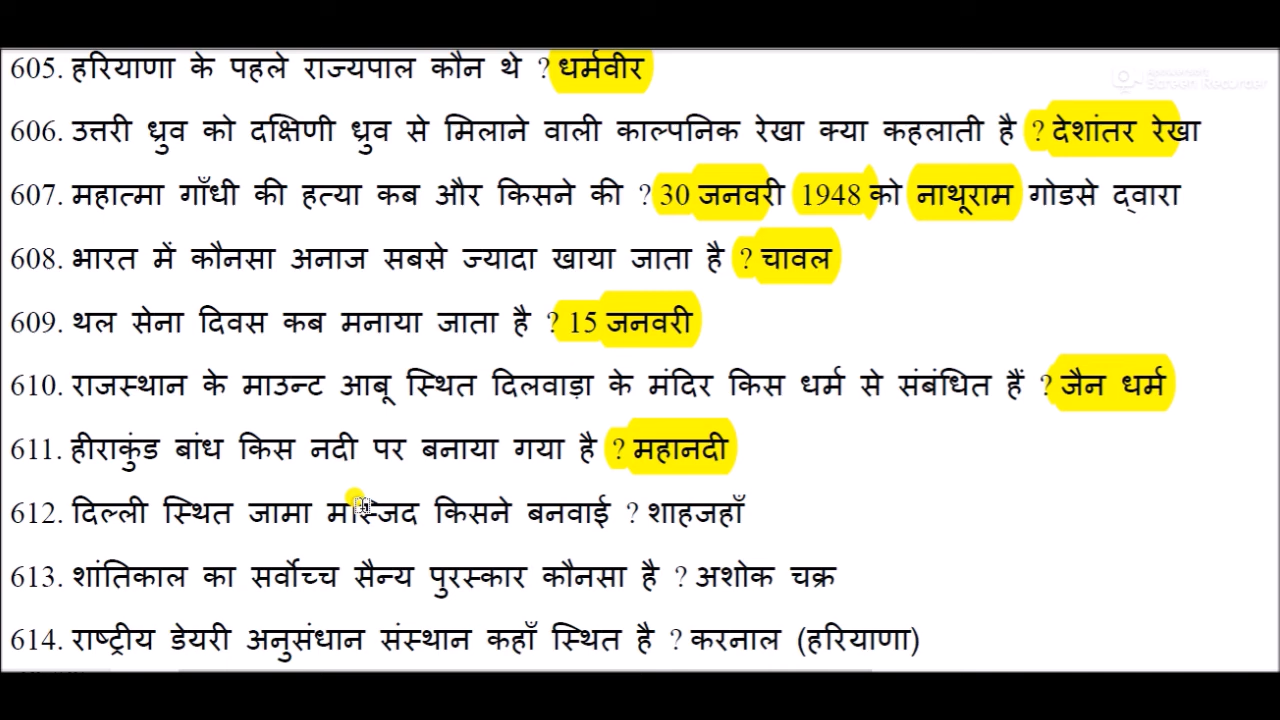 605. हरियाणा के पहले राज्यपाल कौन थे ? धर्मवीर
Screen Recorder
606. उत्तरी ध्रुव को दक्षिणी ध्रुव से मिलाने वाली काल्पनिक रेखा क्या कहलाती है ? देशांतर रेखा
607. महात्मा गाँधी की हत्या कब और किसने की ? 30 जनवरी 1948 को नाथूराम गोडसे द्वारा
608. भारत में कौनसा अनाज सबसे ज्यादा खाया जाता है ? चावल
609. थल सेना दिवस कब मनाया जाता है ? 15 जनवरी
610. राजस्थान के माउन्ट आबू स्थित दिलवाड़ा के मंदिर किस धर्म से संबंधित हैं ? जैन धर्म
611. हीराकुंड बांध किस नदी पर बनाया गया है ? महानदी
612. दिल्ली स्थित जामा मस्जिद किसने बनवाई ? शाहजहाँ
613. शांतिकाल का सर्वोच्च सैन्य पुरस्कार कौनसा है ? अशोक चक्र
614. राष्ट्रीय डेयरी अनुसंधान संस्थान कहाँ स्थित है ? करनाल (हरियाणा)